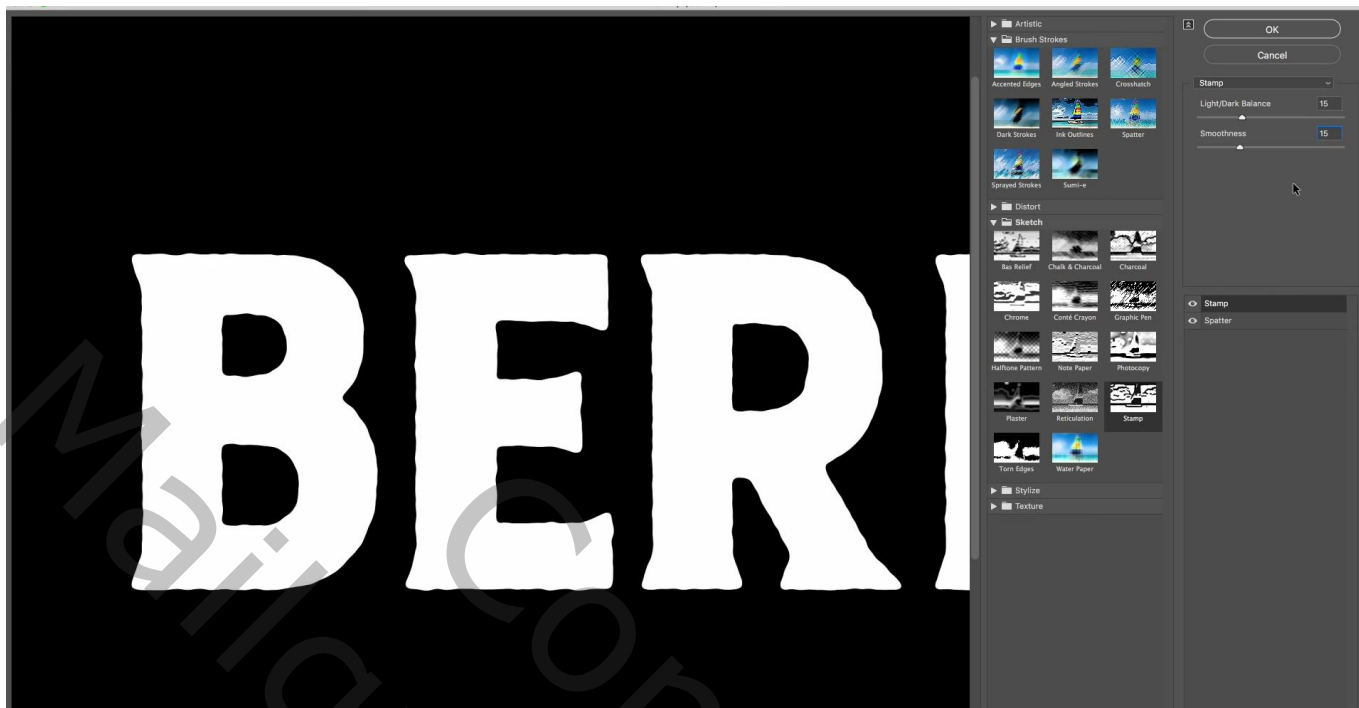 BER
Artistic
Brush Strokes
Accented Edges
Angled Strokes
Crosshatch
Dark Strokes
Ink Outlines
Spatter
Sprayed Strokes
Sumi-e
Distort
Sketch
Bas Relief
Chalk & Charcoal
Charcoal
Chrome
Conté Crayon
Graphic Pen
Halftone Pattern
Note Paper
Photocopy
Plaster
Reticulation
Stamp
Torn Edges
Water Paper
Stylize
Texture
OK
Cancel
Stamp
Light/Dark Balance 15
Smoothness 15
Stamp
Spatter